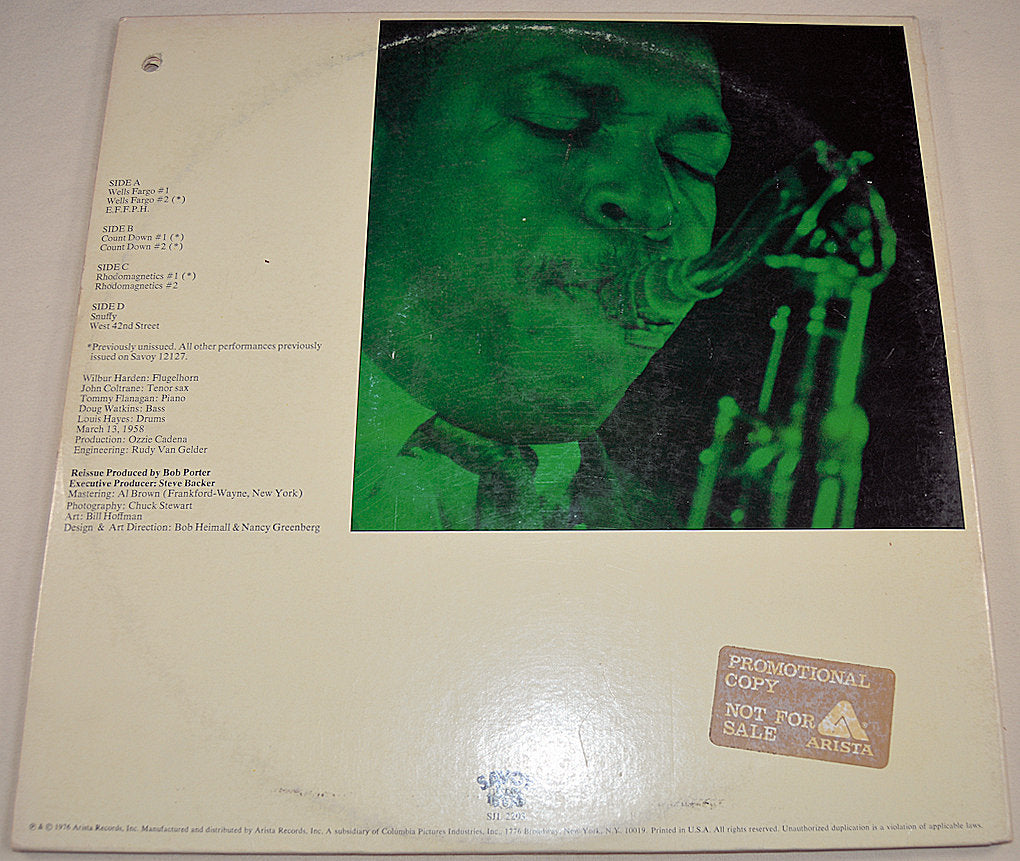 SIDE A
Wells Fargo #1
Wells Fargo #2 (*)
E.F.F.P.H.
SIDE B
Count Down #1 (*)
Count Down #2 (*)
SIDE C
Rhodomagnetics #1 (*)
Rhodomagnetics #2
SIDE D
Snuffy
West 42nd Street
*Previously unissued. All other performances previously
issued on Savoy 12127.
Wilbur Harden: Flugelhorn
John Coltrane: Tenor sax
Tommy Flanagan: Piano
Doug Watkins: Bass
Louis Hayes: Drums
March 13, 1958
Production: Ozzie Cadena
Engineering: Rudy Van Gelder
Reissue Produced by Bob Porter
Executive Producer: Steve Backer
Mastering: Al Brown (Frankford-Wayne, New York)
Photography: Chuck Stewart
Art: Bill Hoffman
Design & Art Direction: Bob Heimall & Nancy Greenberg
PROMOTIONAL
COPY
NOT FOR
SALE
ARISTA
SAVOY
SJL 2203
℗ & © 1976 Arista Records, Inc. Manufactured and distributed by Arista Records, Inc. A subsidiary of Columbia Pictures Industries, Inc., 1776 Broadway, New York, N.Y. 10019. Printed in U.S.A. All rights reserved. Unauthorized duplication is a violation of applicable laws.